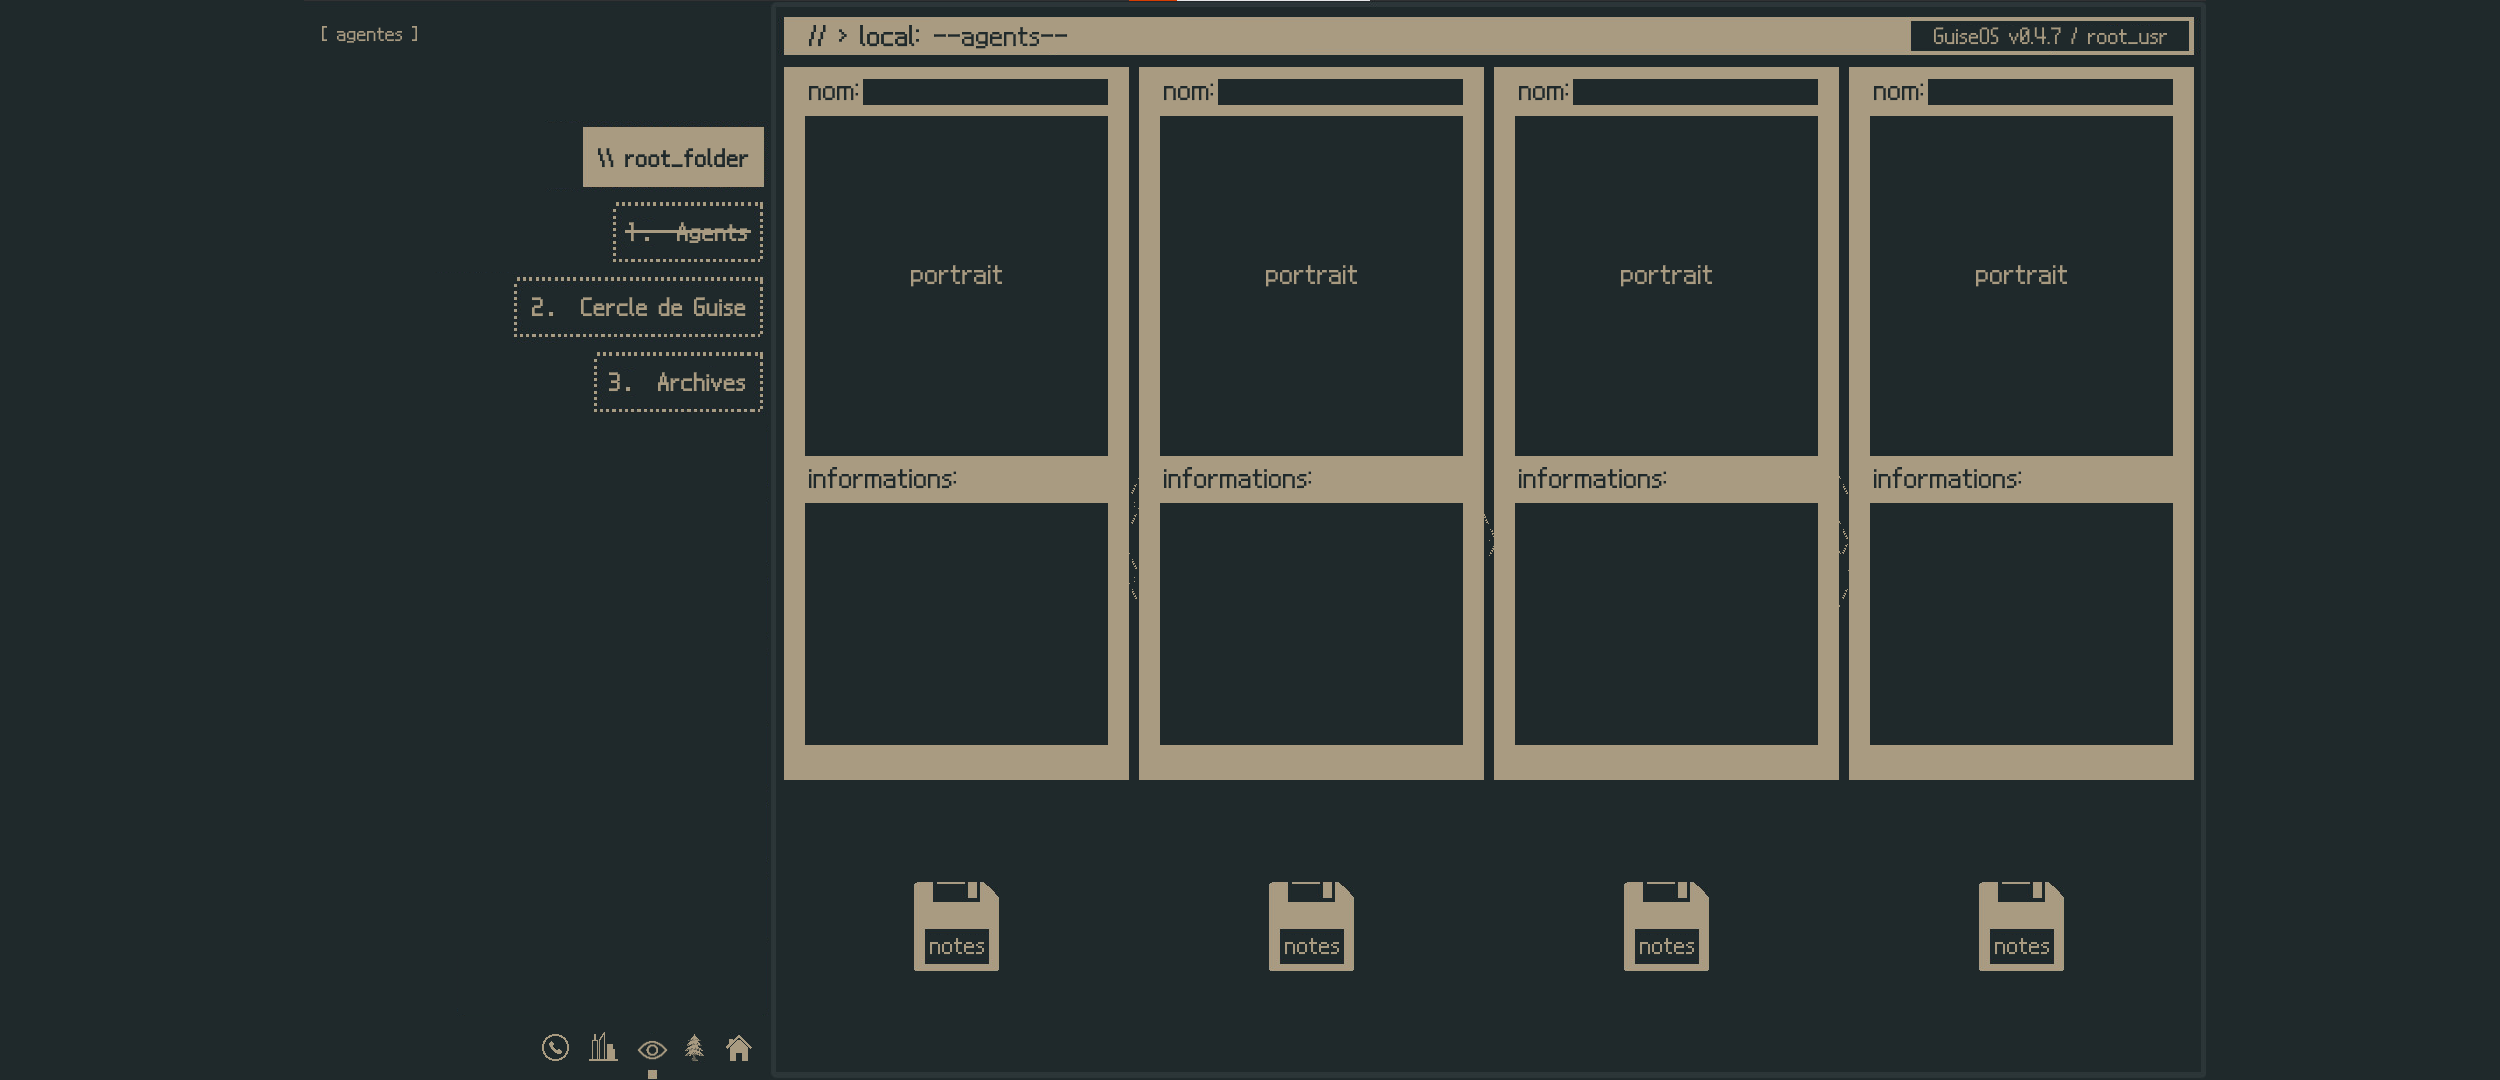 [ agentes ]
// > local: --agents--
GuiseOS v0.4.7 / root_usr
\\ root_folder
1. Agents
2. Cercle de Guise
3. Archives
nom:
portrait
informations:
notes
nom:
portrait
informations:
notes
nom:
portrait
informations:
notes
nom:
portrait
informations:
notes